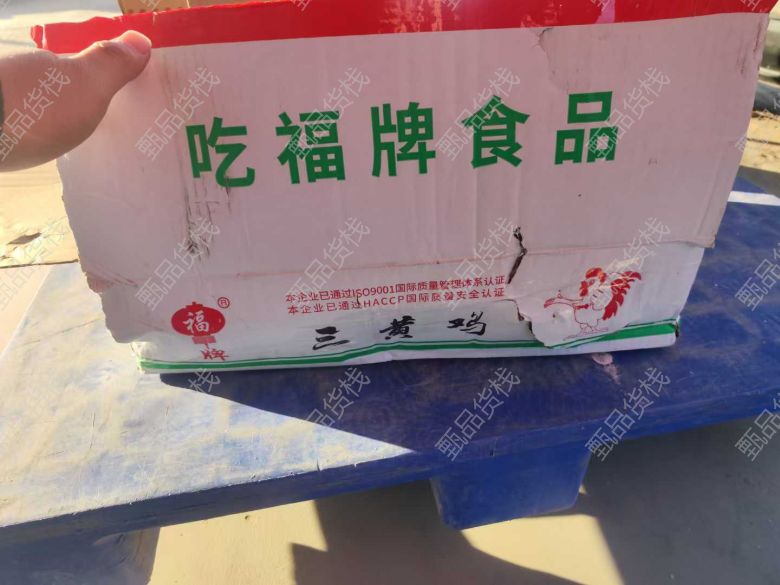 吃福牌食品
本企业已通过ISO9001国际质量管理体系认证
本企业已通过HACCP国际质量安全认证
福
®
牌
三黄鸡
甄品货栈